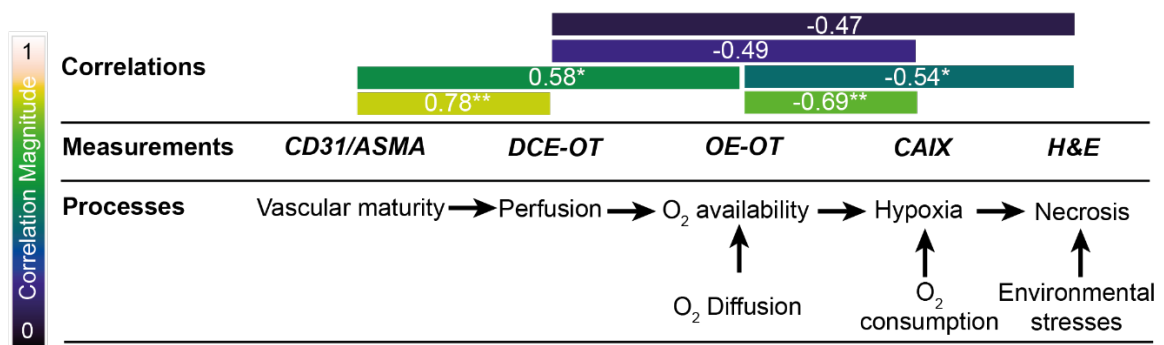 1
Correlation Magnitude
0
Correlations
-0.47
-0.49
0.58*
-0.54*
0.78**
-0.69**
Measurements
CD31/ASMA
DCE-OT
OE-OT
CAIX
H&E
Processes
Vascular maturity
Perfusion
O₂ availability
Hypoxia
Necrosis
O₂ Diffusion
O₂
consumption
Environmental
stresses